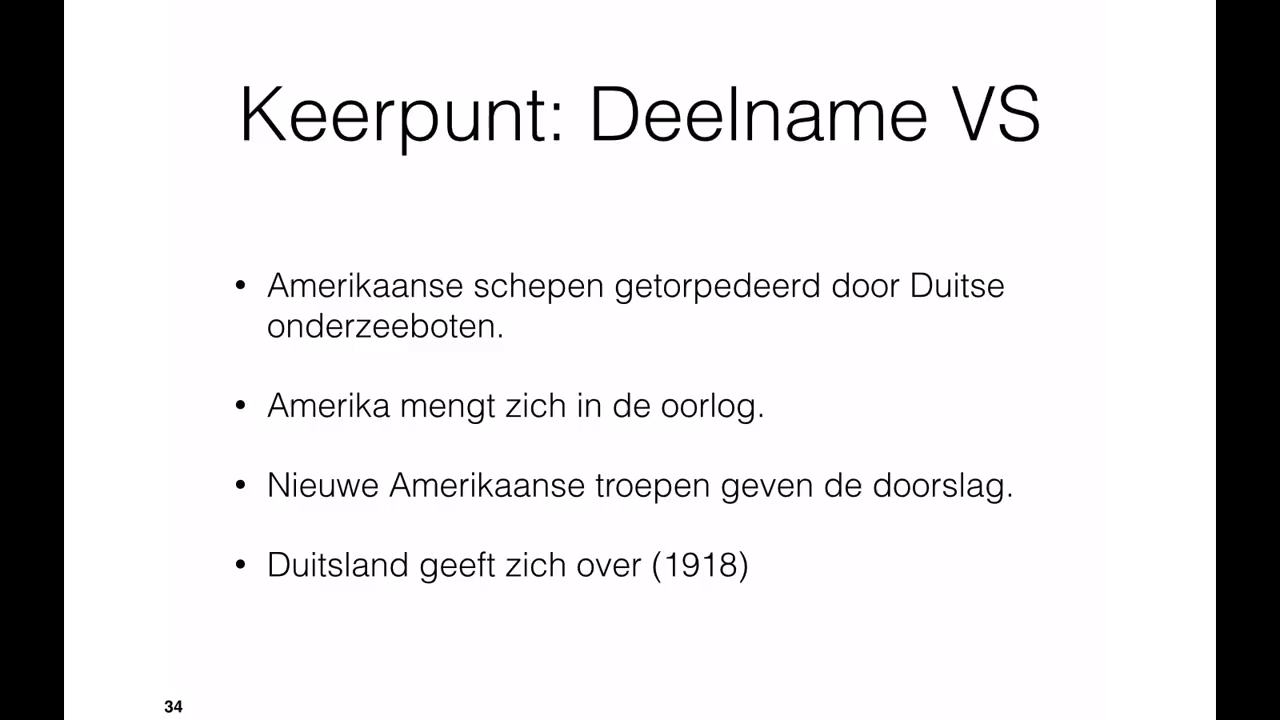 Keerpunt: Deelname VS
• Amerikaanse schepen getorpedeerd door Duitse
onderzeeboten.
• Amerika mengt zich in de oorlog.
• Nieuwe Amerikaanse troepen geven de doorslag.
• Duitsland geeft zich over (1918)
34